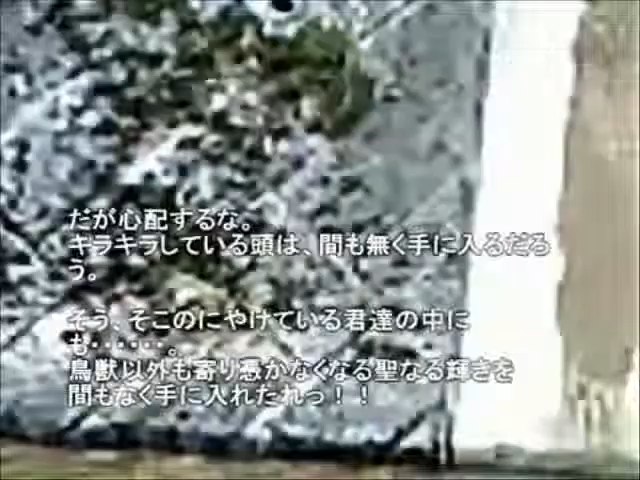 だが心配するな。
キラキラしている頭は、間も無く手に入るだろ
う。
そう、そこのにやけている君達の中に
も・・・・・・。
鳥獣以外も寄り憑かなくなる聖なる輝きを
間もなく手に入れたれっ！！